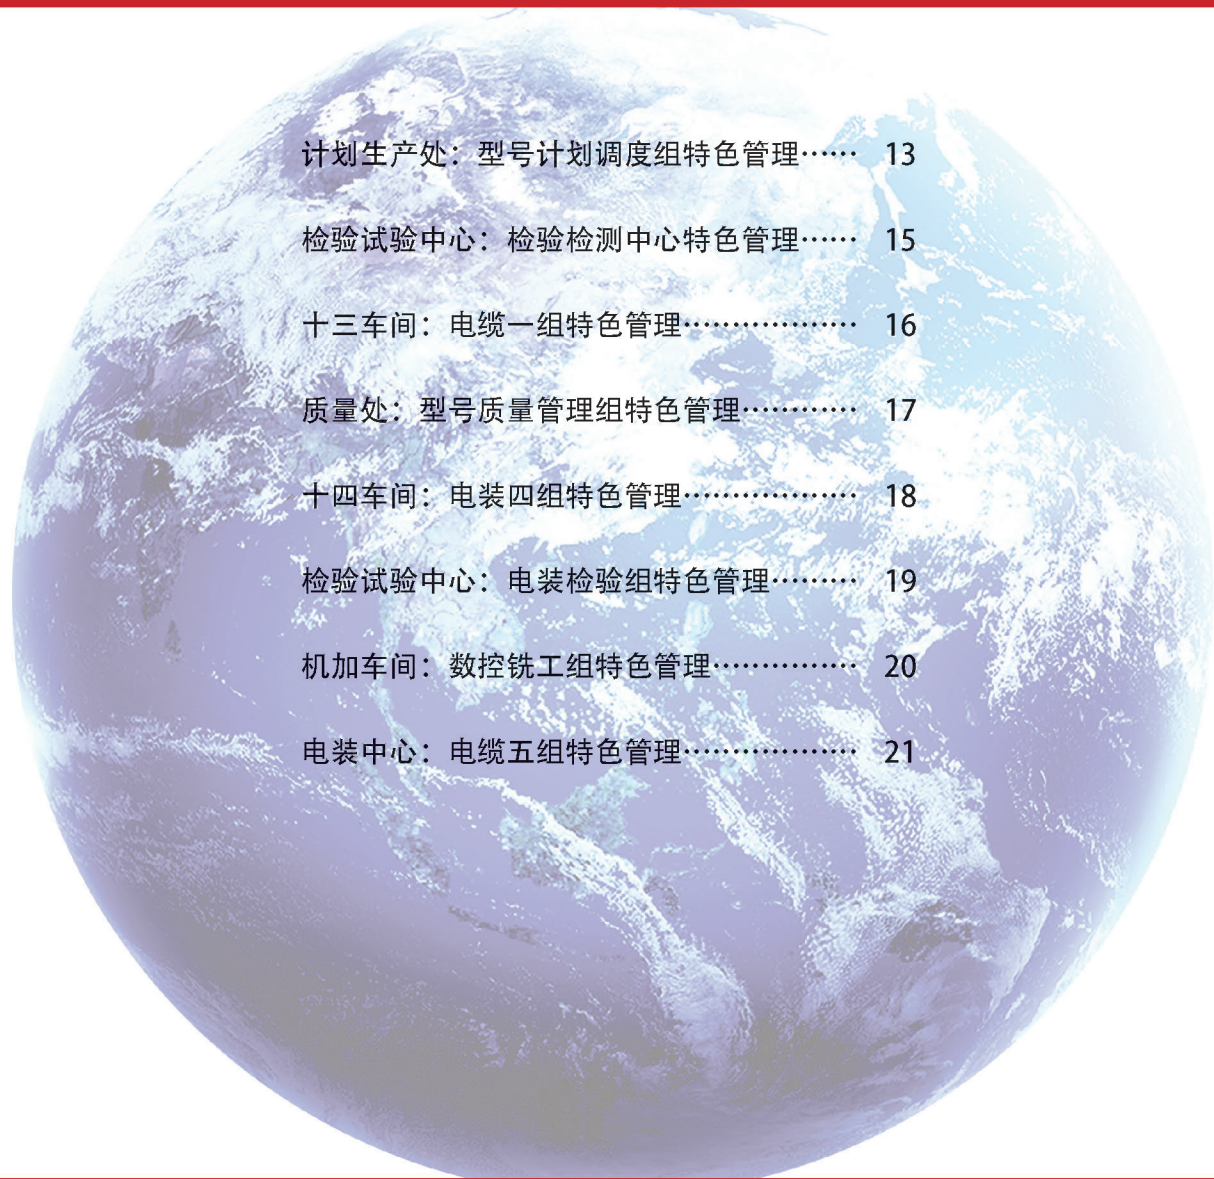 计划生产处：型号计划调度组特色管理…… 13
检验试验中心：检验检测中心特色管理…… 15
十三车间：电缆一组特色管理……………… 16
质量处：型号质量管理组特色管理………… 17
十四车间：电装四组特色管理……………… 18
检验试验中心：电装检验组特色管理……… 19
机加车间：数控铣工组特色管理…………… 20
电装中心：电缆五组特色管理……………… 21